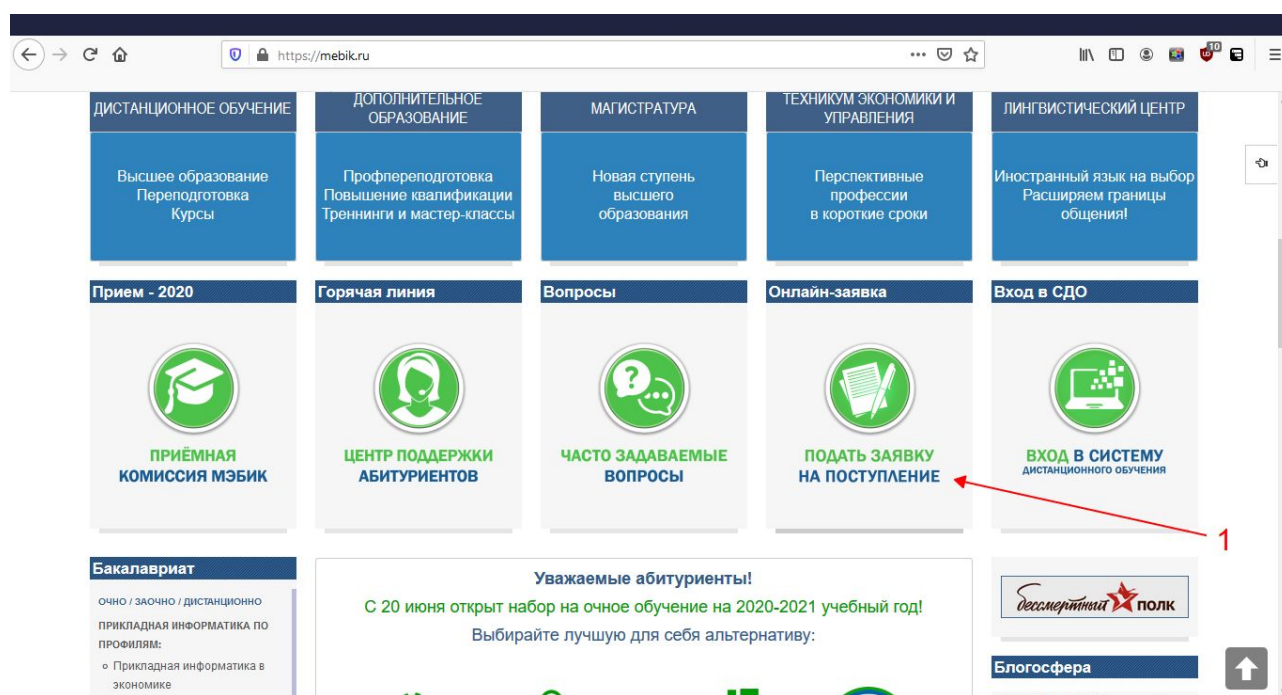 https://mebik.ru
10
ДИСТАНЦИОННОЕ ОБУЧЕНИЕ
ДОПОЛНИТЕЛЬНОЕ
ОБРАЗОВАНИЕ
МАГИСТРАТУРА
ТЕХНИКУМ ЭКОНОМИКИ И
УПРАВЛЕНИЯ
ЛИНГВИСТИЧЕСКИЙ ЦЕНТР
Высшее образование
Переподготовка
Курсы
Профпереподготовка
Повышение квалификации
Треннинги и мастер-классы
Новая ступень
высшего
образования
Перспективные
профессии
в короткие сроки
Иностранный язык на выбор
Расширяем границы
общения!
Прием - 2020
Горячая линия
Вопросы
Онлайн-заявка
Вход в СДО
ПРИЁМНАЯ
КОМИССИЯ МЭБИК
ЦЕНТР ПОДДЕРЖКИ
АБИТУРИЕНТОВ
ЧАСТО ЗАДАВАЕМЫЕ
ВОПРОСЫ
ПОДАТЬ ЗАЯВКУ
НА ПОСТУПЛЕНИЕ
ВХОД В СИСТЕМУ
ДИСТАНЦИОННОГО ОБУЧЕНИЯ
1
Бакалавриат
ОЧНО / ЗАОЧНО / ДИСТАНЦИОННО
ПРИКЛАДНАЯ ИНФОРМАТИКА ПО
ПРОФИЛЯМ:
Прикладная информатика в
экономике
Уважаемые абитуриенты!
С 20 июня открыт набор на очное обучение на 2020-2021 учебный год!
Выбирайте лучшую для себя альтернативу:
бессмертный полк
Блогосфера